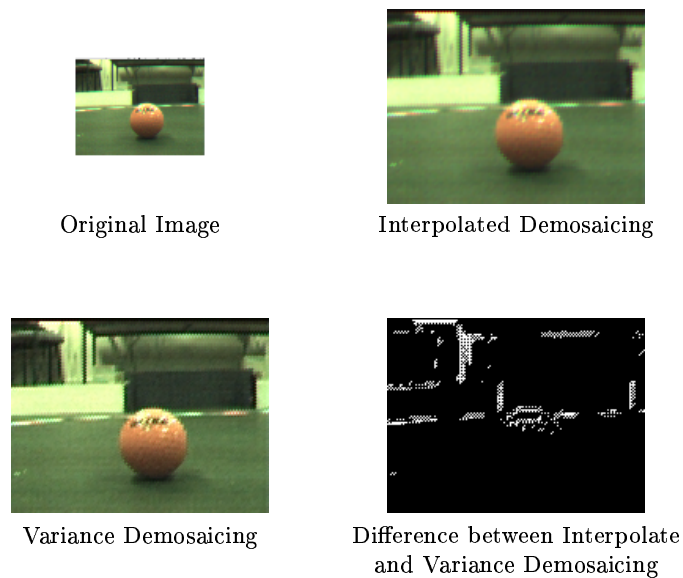 Original Image
Interpolated Demosaicing
Variance Demosaicing
Difference between Interpolate
and Variance Demosaicing